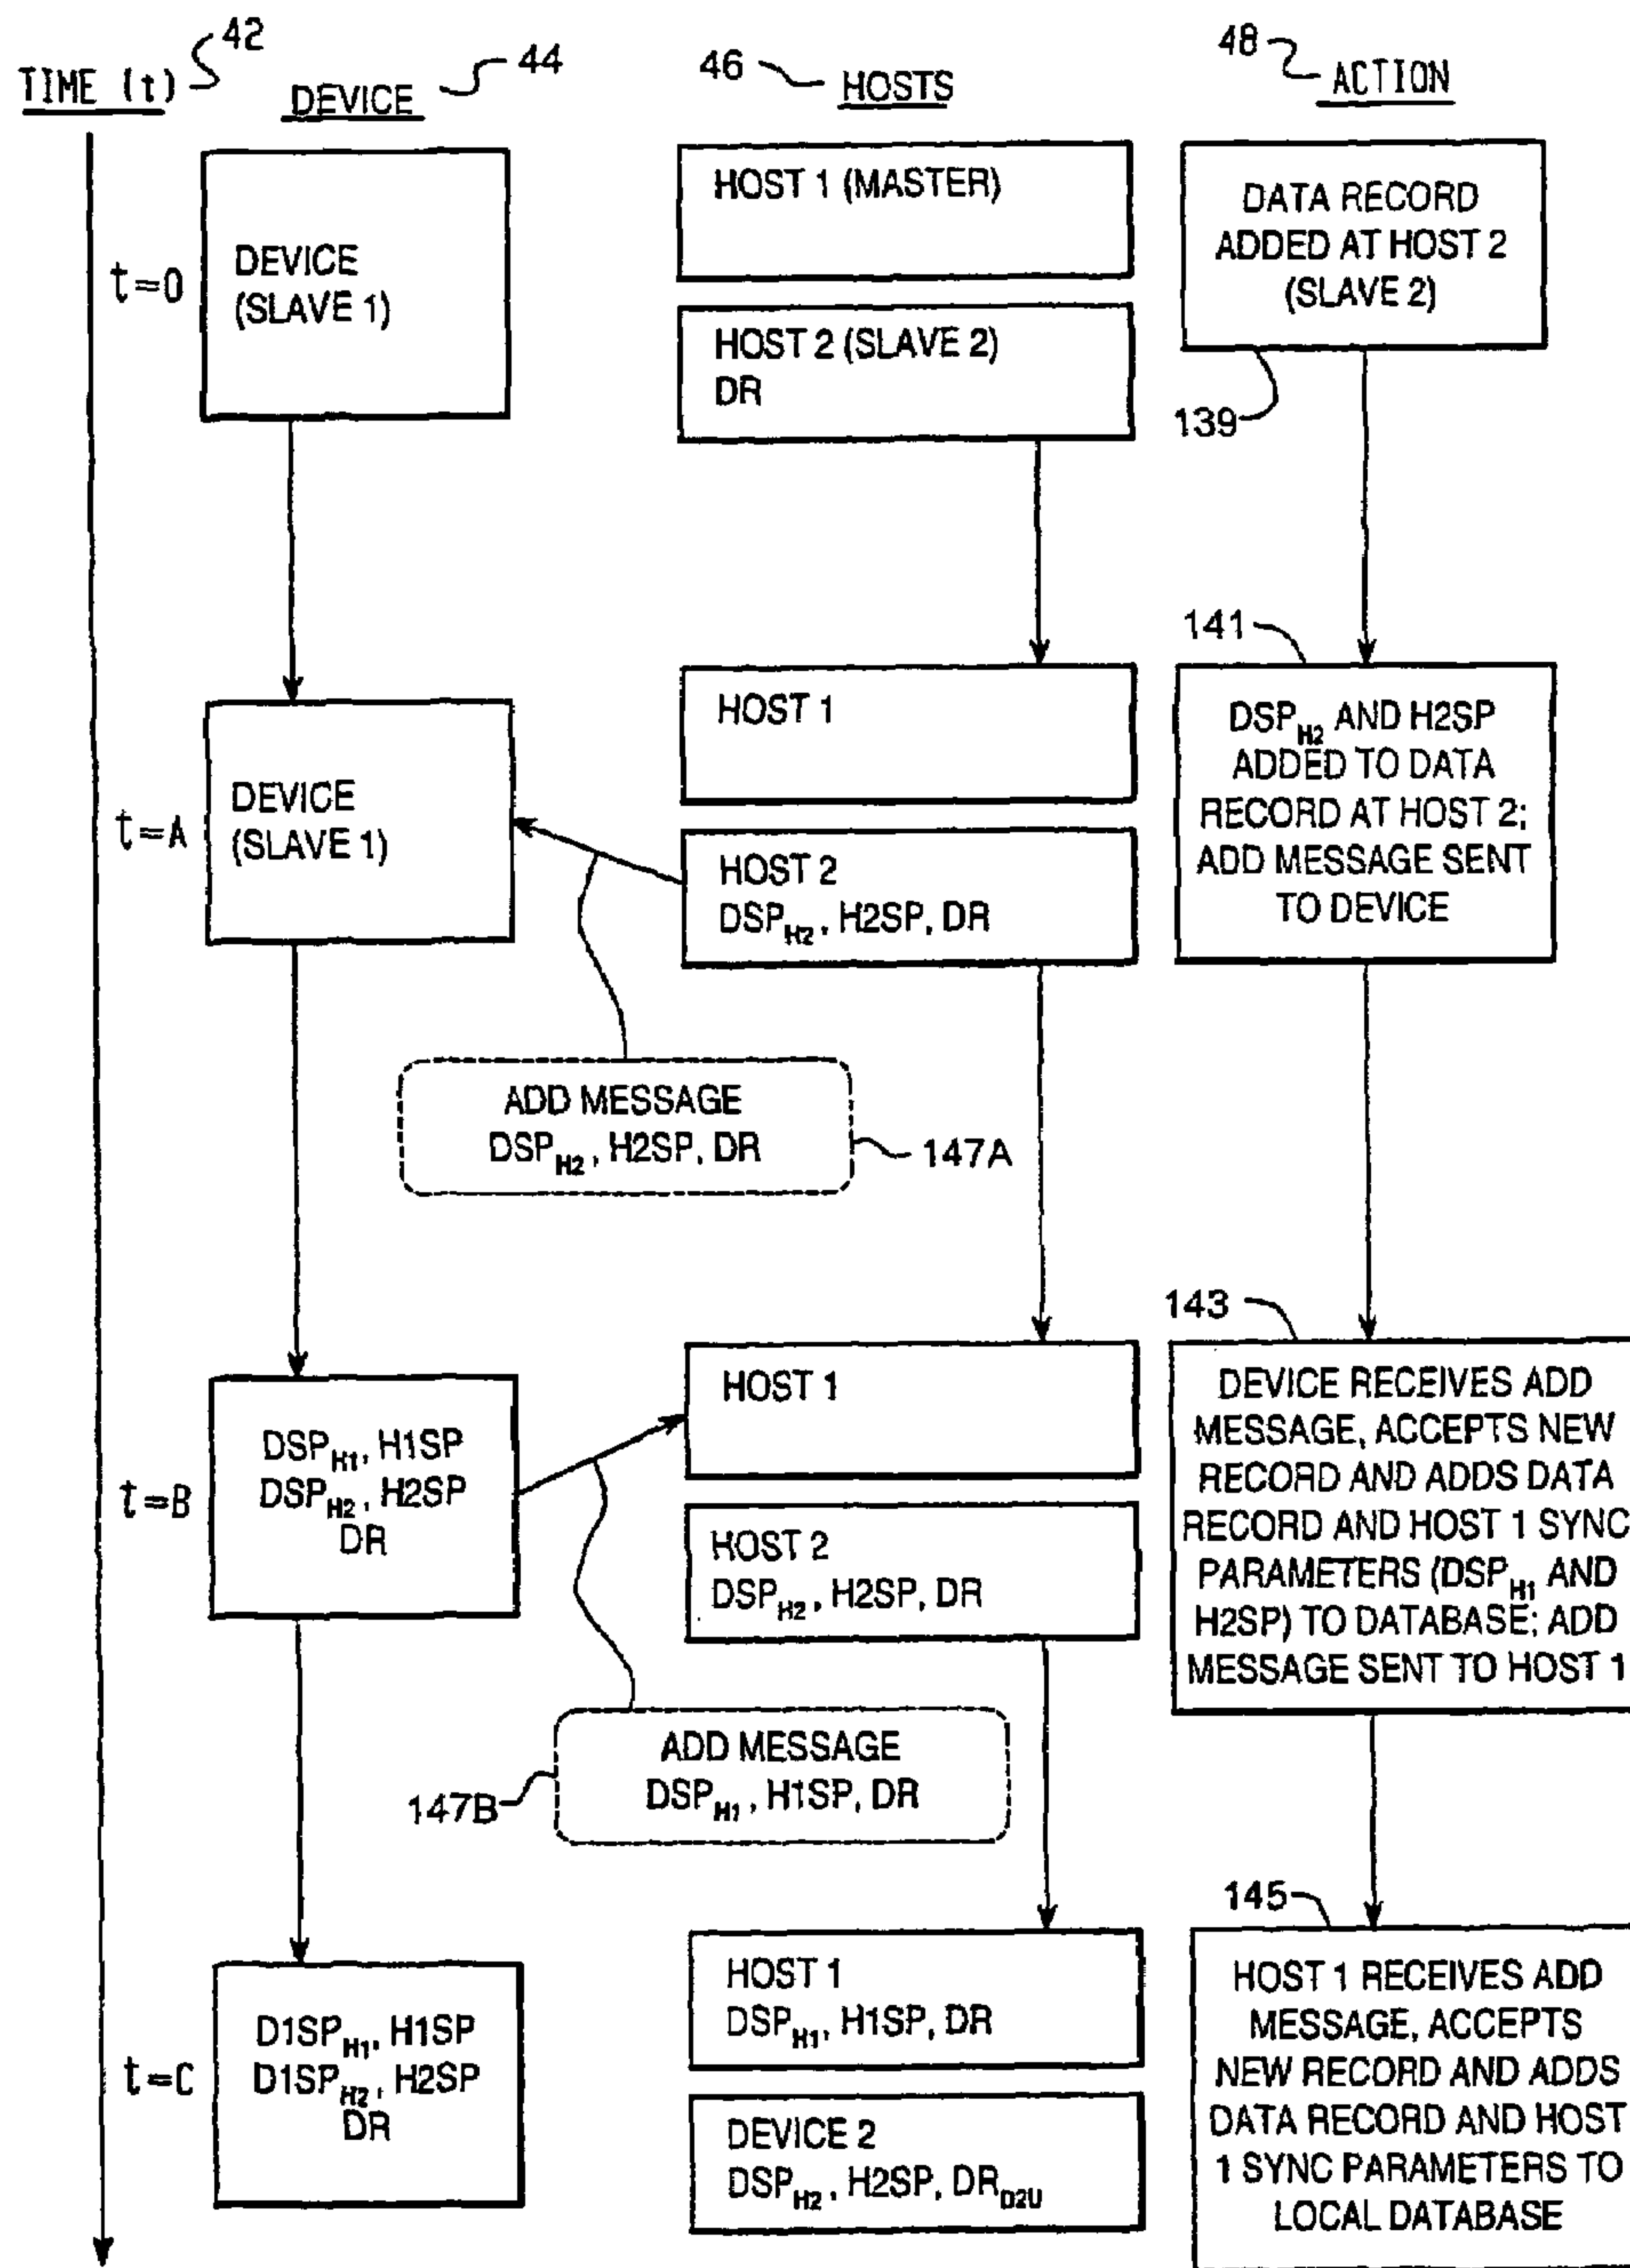 TIME (t) 42
DEVICE 44
46 HOSTS
48 ACTION
t=0
DEVICE
(SLAVE 1)
HOST 1 (MASTER)
HOST 2 (SLAVE 2)
DR
DATA RECORD
ADDED AT HOST 2
(SLAVE 2)
139
t=A
DEVICE
(SLAVE 1)
HOST 1
HOST 2
DSPH2, H2SP, DR
141
DSPH2 AND H2SP
ADDED TO DATA
RECORD AT HOST 2;
ADD MESSAGE SENT
TO DEVICE
ADD MESSAGE
DSPH2, H2SP, DR
147A
t=B
DSPH1, H1SP
DSPH2, H2SP
DR
HOST 1
HOST 2
DSPH2, H2SP, DR
143
DEVICE RECEIVES ADD
MESSAGE, ACCEPTS NEW
RECORD AND ADDS DATA
RECORD AND HOST 1 SYNC
PARAMETERS (DSPH1 AND
H2SP) TO DATABASE; ADD
MESSAGE SENT TO HOST 1
ADD MESSAGE
DSPH1, H1SP, DR
147B
t=C
D1SPH1, H1SP
D1SPH2, H2SP
DR
HOST 1
DSPH1, H1SP, DR
DEVICE 2
DSPH2, H2SP, DRD2U
145
HOST 1 RECEIVES ADD
MESSAGE, ACCEPTS
NEW RECORD AND ADDS
DATA RECORD AND HOST
1 SYNC PARAMETERS TO
LOCAL DATABASE